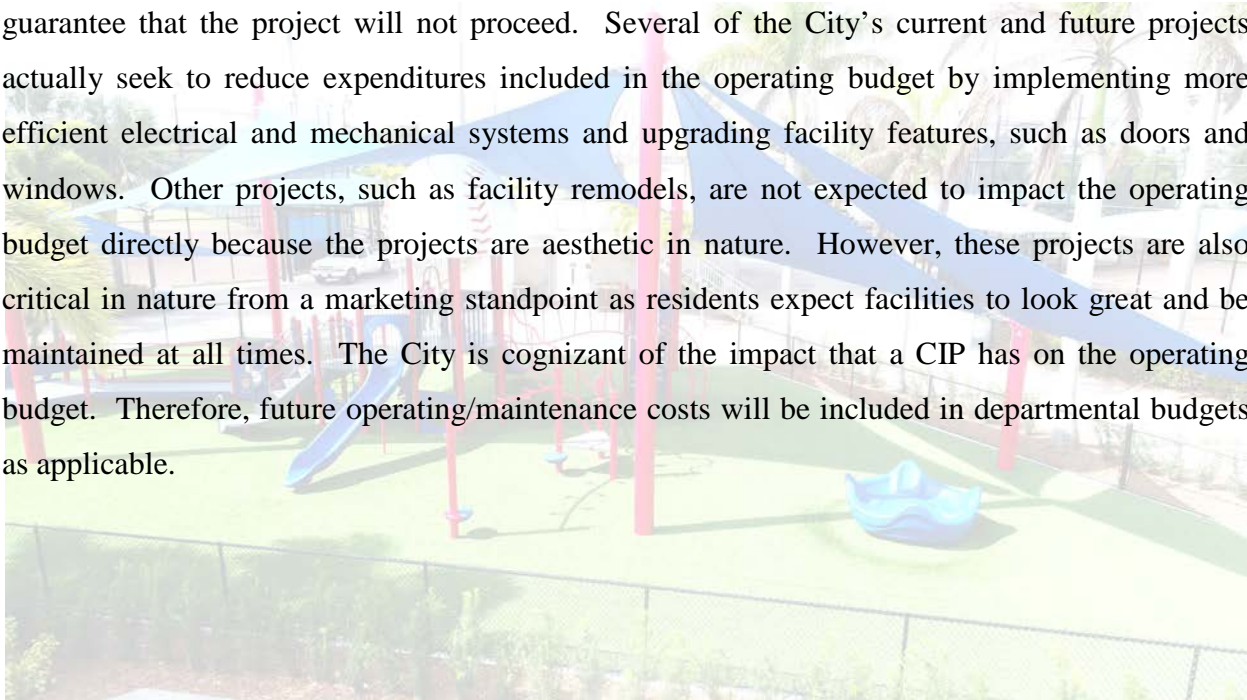 guarantee that the project will not proceed. Several of the City’s current and future projects
actually seek to reduce expenditures included in the operating budget by implementing more
efficient electrical and mechanical systems and upgrading facility features, such as doors and
windows. Other projects, such as facility remodels, are not expected to impact the operating
budget directly because the projects are aesthetic in nature. However, these projects are also
critical in nature from a marketing standpoint as residents expect facilities to look great and be
maintained at all times. The City is cognizant of the impact that a CIP has on the operating
budget. Therefore, future operating/maintenance costs will be included in departmental budgets
as applicable.